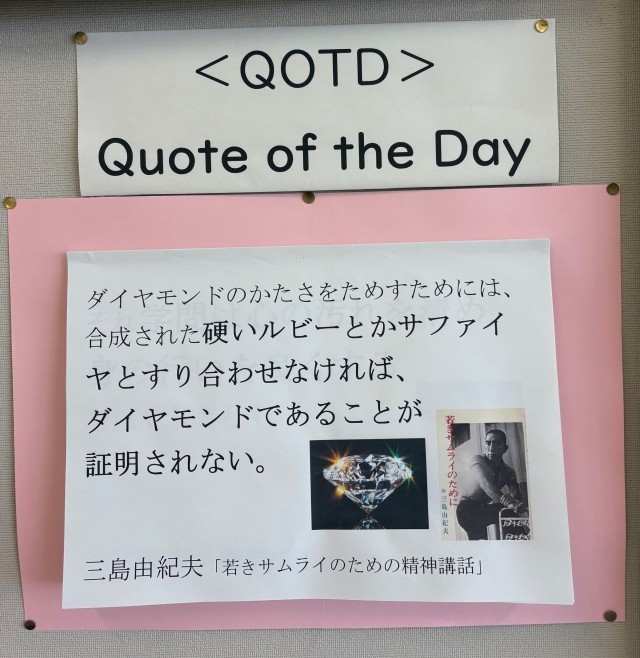 ＜QOTD＞
Quote of the Day
ダイヤモンドのかたさをためすためには、
合成された硬いルビーとかサファイ
ヤとすり合わせなければ、
ダイヤモンドであることが
証明されない。
若きサムライのために
三島由紀夫
三島由紀夫「若きサムライのための精神講話」